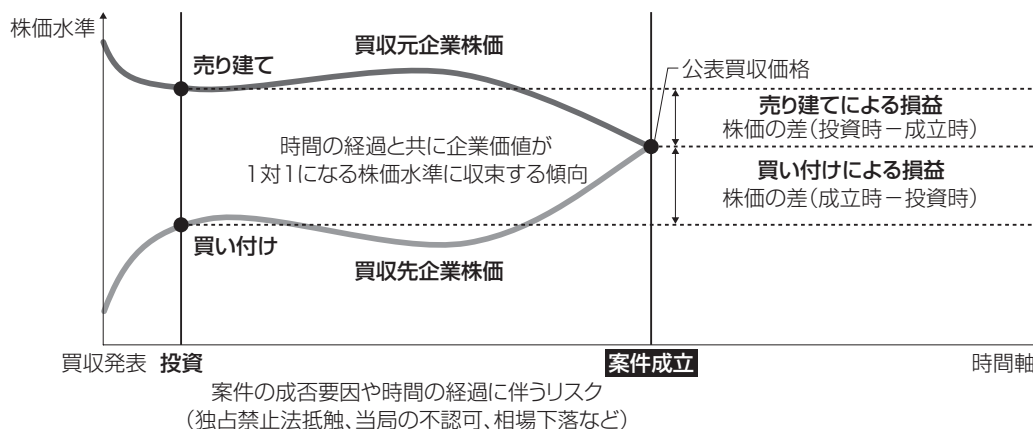 株価水準
買収元企業株価
売り建て
公表買収価格
売り建てによる損益
株価の差(投資時－成立時)
時間の経過と共に企業価値が
1対1になる株価水準に収束する傾向
買い付けによる損益
株価の差(成立時－投資時)
買い付け
買収先企業株価
買収発表 投資 案件成立 時間軸
案件の成否要因や時間の経過に伴うリスク
(独占禁止法抵触、当局の不認可、相場下落など)